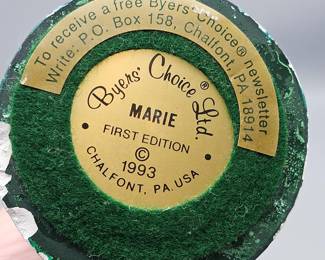 To receive a free Byers' Choice® newsletter
Write: P.O. Box 158, Chalfont, PA 18914
Byers' Choice Ltd.®
MARIE
• FIRST EDITION •
©
1993
CHALFONT, PA. USA